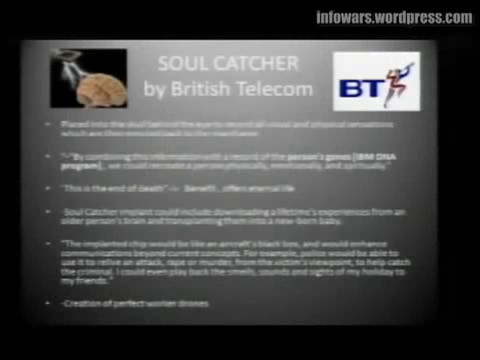 infowars.wordpress.com
SOUL CATCHER
by British Telecom
BT
Placed into the skull behind the eye to record all visual and physical sensations
which are then encoded back to the mainframe
"-"By combining this information with a record of the person's genes [IBM DNA
program], we could recreate a person physically, emotionally, and spiritually."
"This is the end of death" -> Benefit...offers eternal life
-Soul Catcher implant could include downloading a lifetime's experiences from an
older person's brain and transplanting them into a new-born baby.
"The implanted chip would be like an aircraft's black box, and would enhance
communications beyond current concepts. For example, police would be able to
use it to relive an attack, rape or murder, from the victim's viewpoint, to help catch
the criminal. I could even play back the smells, sounds and sights of my holiday to
my friends."
-Creation of perfect worker drones